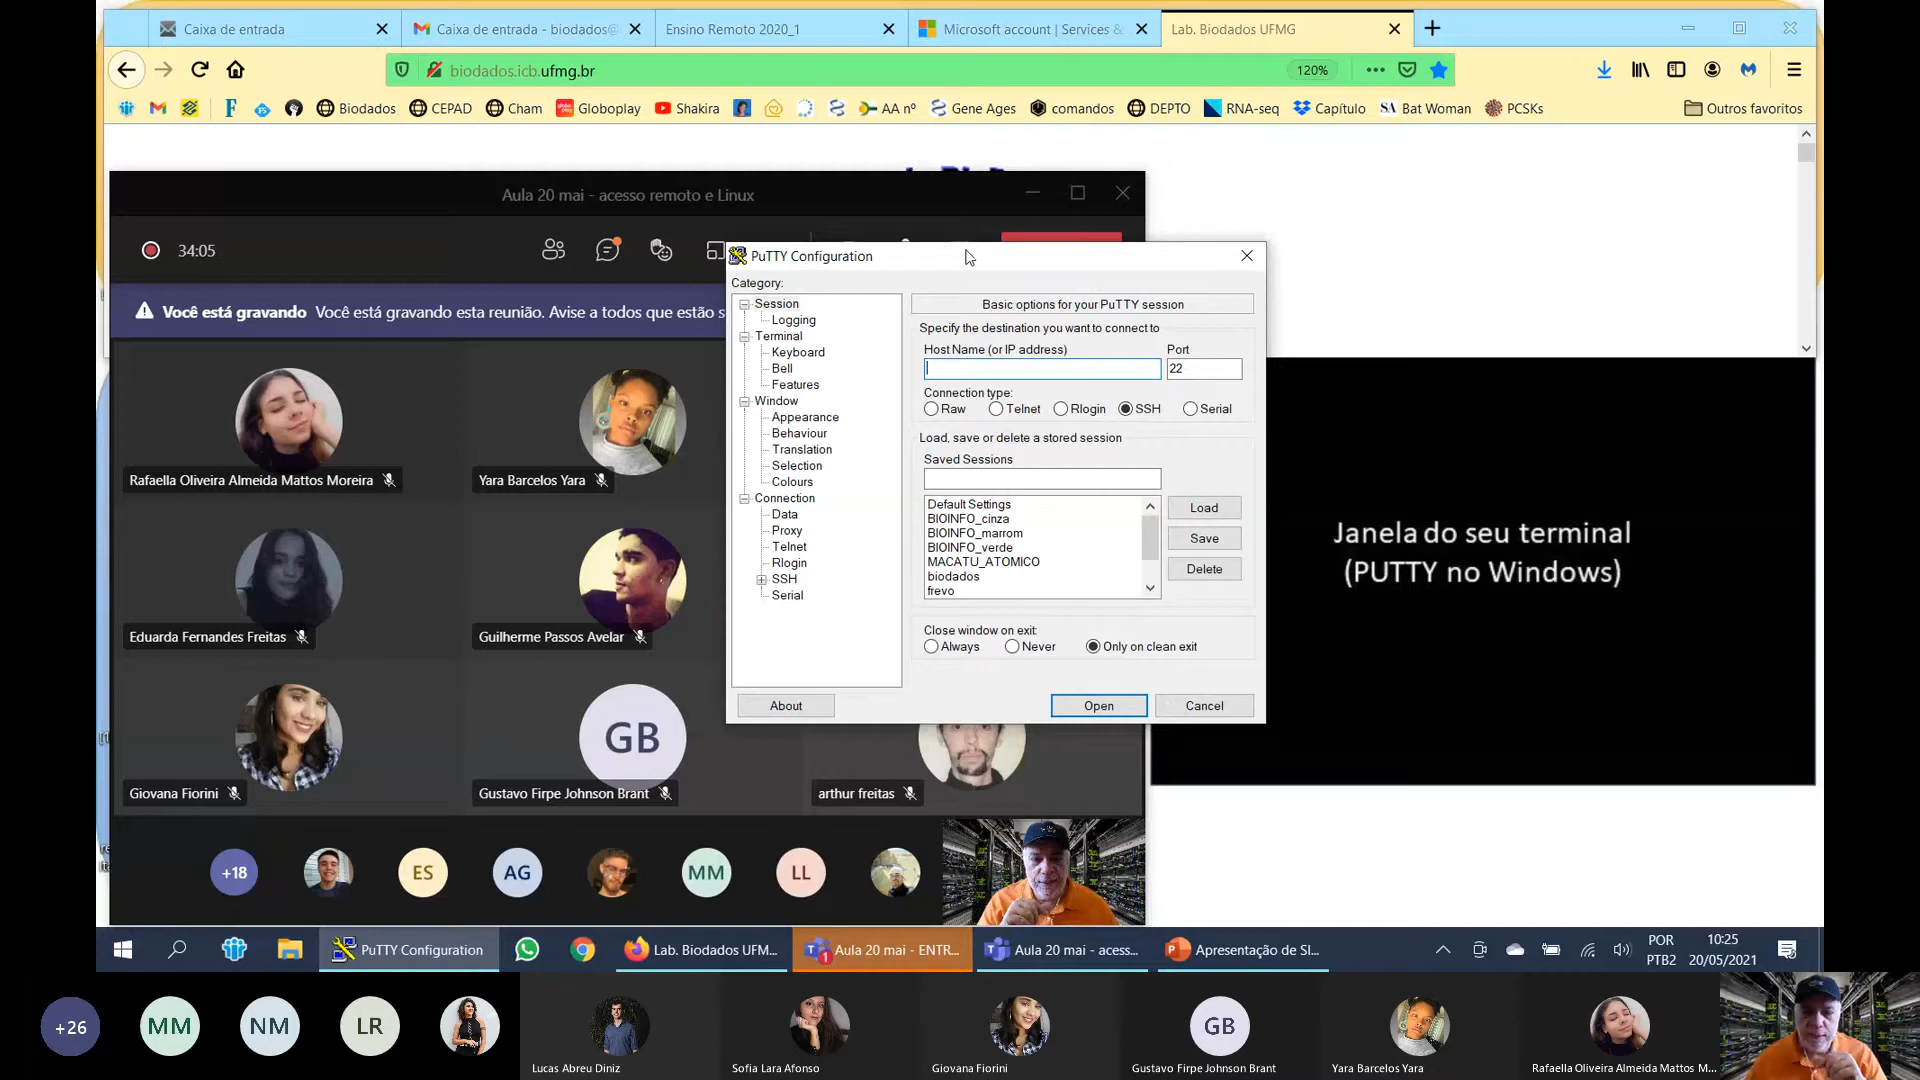 Caixa de entrada
Caixa de entrada - biodados@
Ensino Remoto 2020_1
Microsoft account | Services &
Lab. Biodados UFMG
biodados.icb.ufmg.br
120%
Biodados
CEPAD
Cham
Globoplay
Shakira
AA nº
Gene Ages
comandos
DEPTO
RNA-seq
Capítulo
SA
Bat Woman
PCSKs
Outros favoritos
Aula 20 mai - acesso remoto e Linux
34:05
Você está gravando Você está gravando esta reunião. Avise a todos que estão s
PuTTY Configuration
Category:
Session
Logging
Terminal
Keyboard
Bell
Features
Window
Appearance
Behaviour
Translation
Selection
Colours
Connection
Data
Proxy
Telnet
Rlogin
SSH
Serial
Basic options for your PuTTY session
Specify the destination you want to connect to
Host Name (or IP address)
Port
22
Connection type:
Raw Telnet Rlogin SSH Serial
Load, save or delete a stored session
Saved Sessions
Default Settings
BIOINFO_cinza
BIOINFO_marrom
BIOINFO_verde
MACATU_ATOMICO
biodados
frevo
Load
Save
Delete
Close window on exit:
Always Never Only on clean exit
About
Open
Cancel
Rafaella Oliveira Almeida Mattos Moreira
Yara Barcelos Yara
Eduarda Fernandes Freitas
Guilherme Passos Avelar
Giovana Fiorini
GB
Gustavo Firpe Johnson Brant
arthur freitas
+18
ES
AG
MM
LL
Janela do seu terminal
(PUTTY no Windows)
PuTTY Configuration
Lab. Biodados UFM...
1
Aula 20 mai - ENTR...
Aula 20 mai - acess...
Apresentação de Sl...
POR
PTB2
10:25
20/05/2021
+26
MM
NM
LR
Lucas Abreu Diniz
Sofia Lara Afonso
Giovana Fiorini
GB
Gustavo Firpe Johnson Brant
Yara Barcelos Yara
Rafaella Oliveira Almeida Mattos M...